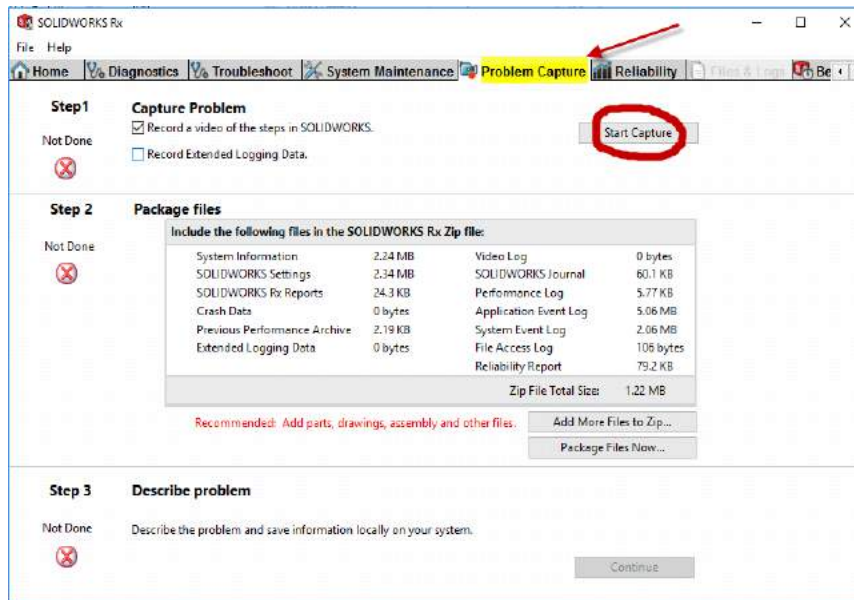 SOLIDWORKS Rx
File Help
Home Diagnostics Troubleshoot System Maintenance Problem Capture Reliability Files & Logs Be
Step1 Capture Problem
Record a video of the steps in SOLIDWORKS. Start Capture
Not Done
Record Extended Logging Data.
Step 2 Package files
Include the following files in the SOLIDWORKS Rx Zip file:
Not Done
System Information 2.24 MB Video Log 0 bytes
SOLIDWORKS Settings 2.34 MB SOLIDWORKS Journal 60.1 KB
SOLIDWORKS Rx Reports 24.3 KB Performance Log 5.77 KB
Crash Data 0 bytes Application Event Log 5.06 MB
Previous Performance Archive 2.19 KB System Event Log 2.06 MB
Extended Logging Data 0 bytes File Access Log 106 bytes
Reliability Report 79.2 KB
Zip File Total Size: 1.22 MB
Recommended: Add parts, drawings, assembly and other files. Add More Files to Zip...
Package Files Now...
Step 3 Describe problem
Not Done Describe the problem and save information locally on your system.
Continue